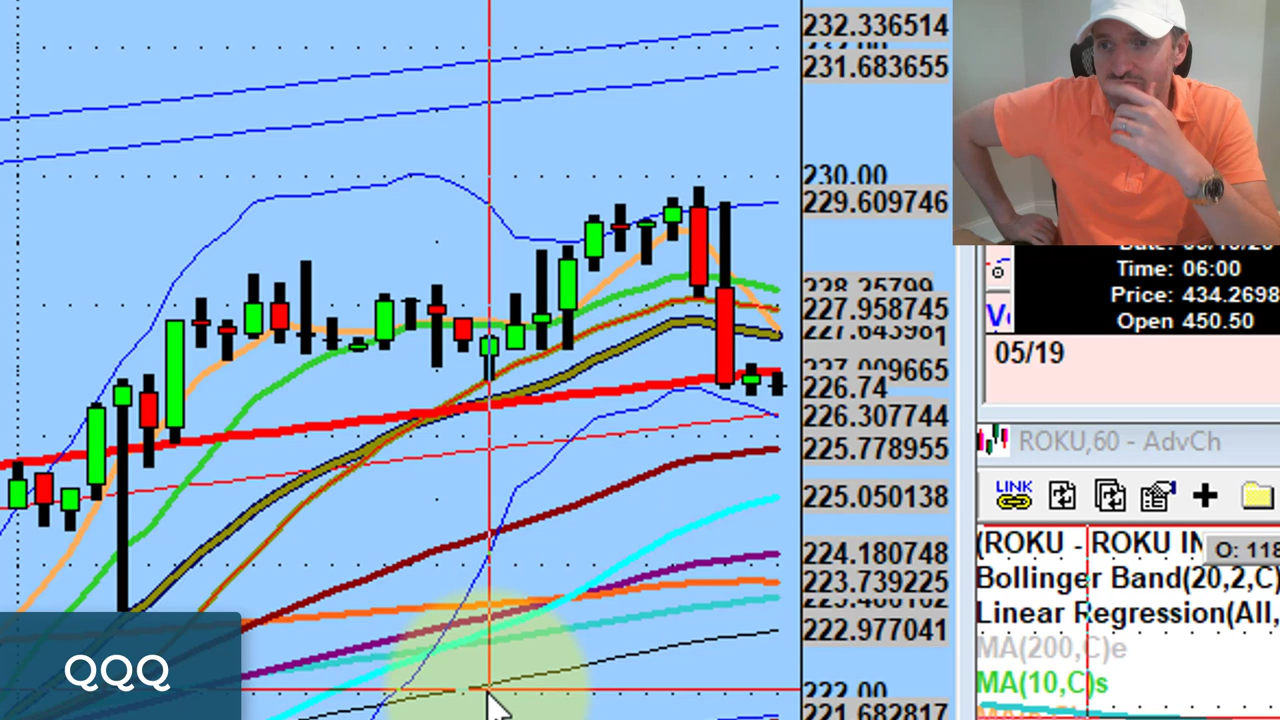 232.336514
231.683655
230.00
229.609746
228.25799
227.958745
226.74
226.307744
225.778955
225.050138
224.180748
223.739225
222.977041
222.00
221.682817
QQQ
Time: 06:00
Price: 434.2698
Open 450.50
05/19
ROKU,60 - AdvCh
LINK
(ROKU - ROKU IN
O: 118
Bollinger Band(20,2,C)
Linear Regression(All,
MA(200,C)e
MA(10,C)s